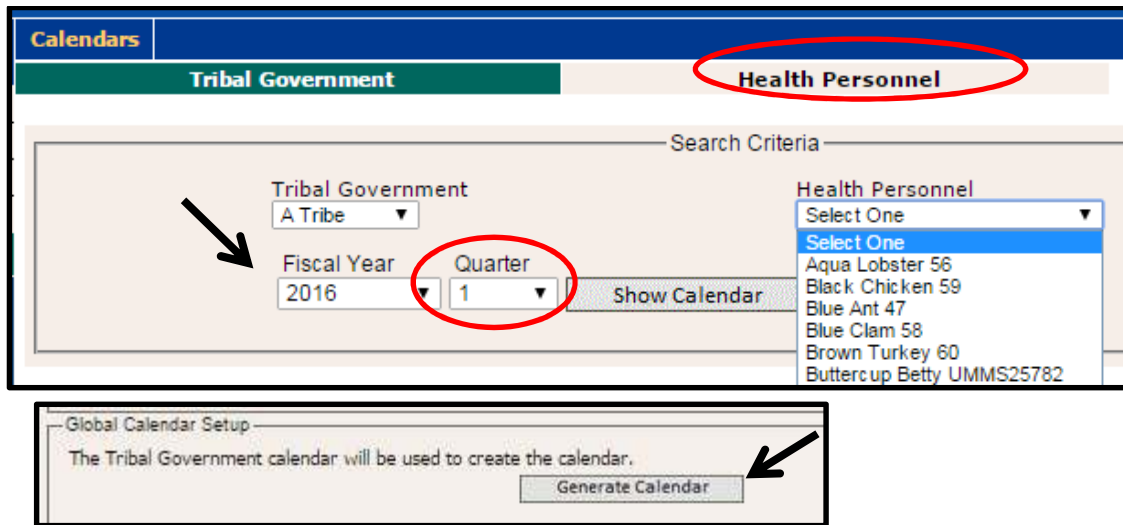 Calendars
Tribal Government Health Personnel
Search Criteria
Tribal Government Health Personnel
A Tribe Select One
Select One
Fiscal Year Quarter Aqua Lobster 56
2016 1 Show Calendar Black Chicken 59
Blue Ant 47
Blue Clam 58
Brown Turkey 60
Buttercup Betty UMMS25782
Global Calendar Setup
The Tribal Government calendar will be used to create the calendar.
Generate Calendar